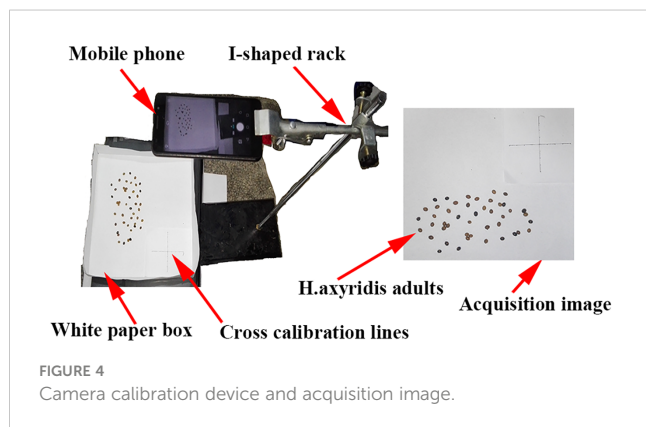 Mobile phone
I-shaped rack
H.axyridis adults
Acquisition image
White paper box
Cross calibration lines
FIGURE 4
Camera calibration device and acquisition image.